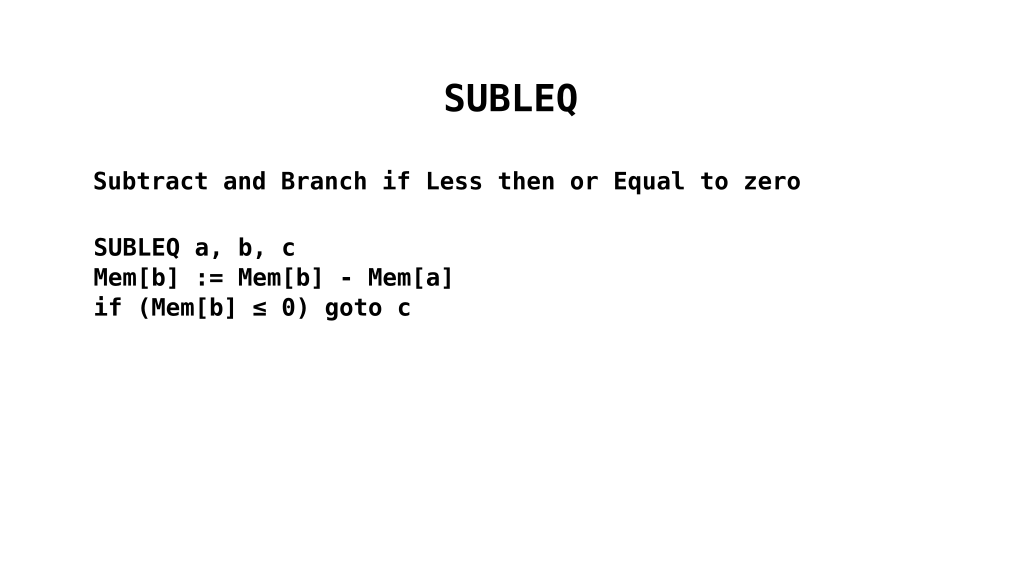 SUBLEQ
Subtract and Branch if Less then or Equal to zero
SUBLEQ a, b, c
Mem[b] := Mem[b] - Mem[a]
if (Mem[b] ≤ 0) goto c